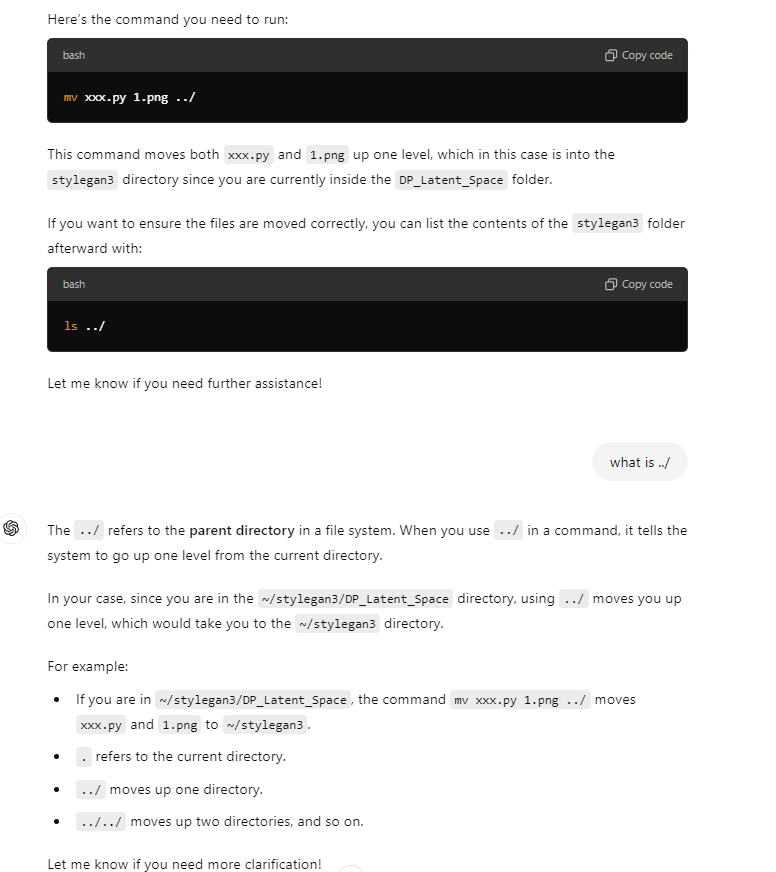 Here's the command you need to run:
bash
Copy code
mv xxx.py 1.png ../
This command moves both xxx.py and 1.png up one level, which in this case is into the
stylegan3 directory since you are currently inside the DP_Latent_Space folder.
If you want to ensure the files are moved correctly, you can list the contents of the stylegan3 folder
afterward with:
bash
Copy code
ls ../
Let me know if you need further assistance!
what is ../
The ../ refers to the parent directory in a file system. When you use ../ in a command, it tells the
system to go up one level from the current directory.
In your case, since you are in the ~/stylegan3/DP_Latent_Space directory, using ../ moves you up
one level, which would take you to the ~/stylegan3 directory.
For example:
• If you are in ~/stylegan3/DP_Latent_Space, the command mv xxx.py 1.png ../ moves
xxx.py and 1.png to ~/stylegan3.
• . refers to the current directory.
• ../ moves up one directory.
• ../../ moves up two directories, and so on.
Let me know if you need more clarification!